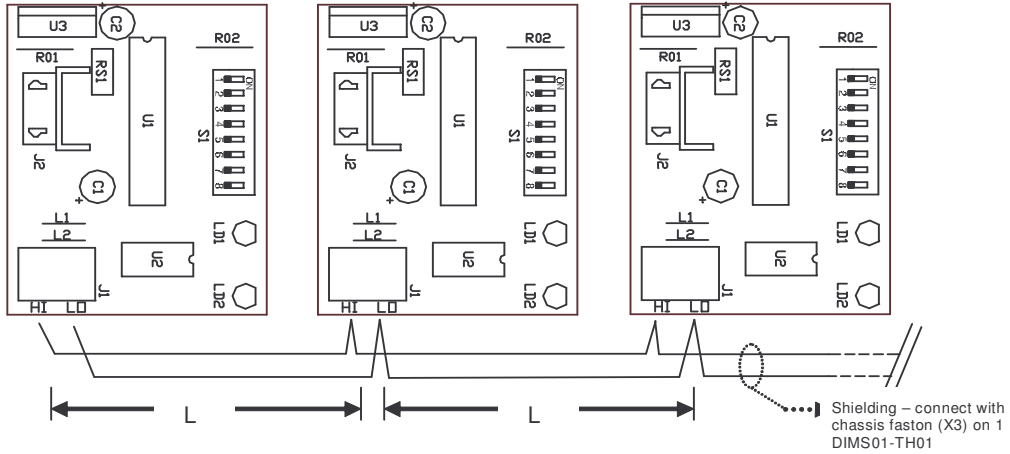 U3
C2
R02
R01
RS1
ON
1
2
3
4
5
6
7
8
S1
U1
J2
C1
L1
L2
LD1
U2
J1
HI LO
LD2
U3
C2
R02
R01
RS1
ON
1
2
3
4
5
6
7
8
S1
U1
J2
C1
L1
L2
LD1
U2
J1
HI LO
LD2
U3
C2
R02
R01
RS1
ON
1
2
3
4
5
6
7
8
S1
U1
J2
C1
L1
L2
LD1
U2
J1
HI LO
LD2
L
L
Shielding – connect with
chassis faston (X3) on 1
DIMS01-TH01